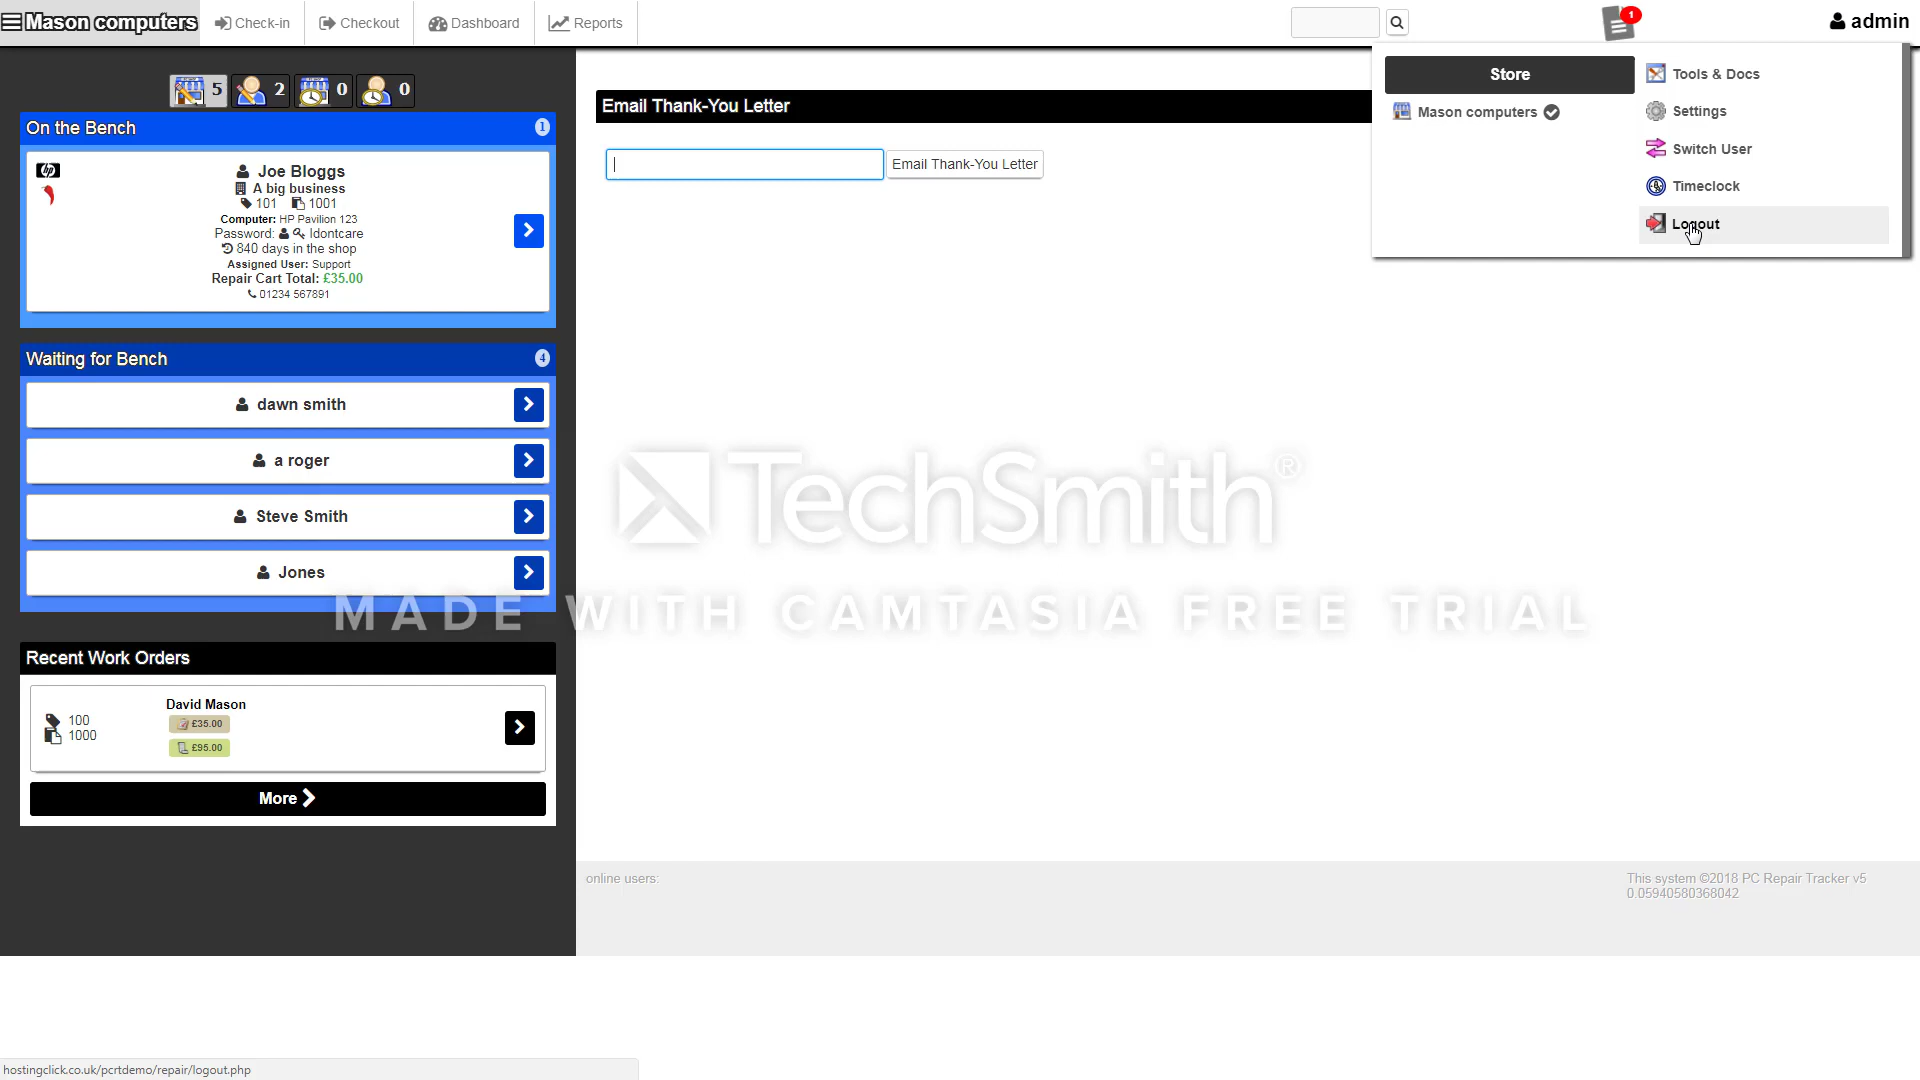 Mason computers
Check-in
Checkout
Dashboard
Reports
1
admin
5
2
0
0
On the Bench
1
hp
Joe Bloggs
A big business
101 1001
Computer: HP Pavilion 123
Password: Idontcare
840 days in the shop
Assigned User: Support
Repair Cart Total: £35.00
01234 567891
Waiting for Bench
4
dawn smith
a roger
Steve Smith
Jones
Recent Work Orders
100
1000
David Mason
£35.00
£95.00
More
Email Thank-You Letter
Email Thank-You Letter
Store
Mason computers
Tools & Docs
Settings
Switch User
Timeclock
Logout
TechSmith®
MADE WITH CAMTASIA FREE TRIAL
online users:
This system ©2018 PC Repair Tracker v5
0.05940580368042
hostingclick.co.uk/pcrtdemo/repair/logout.php